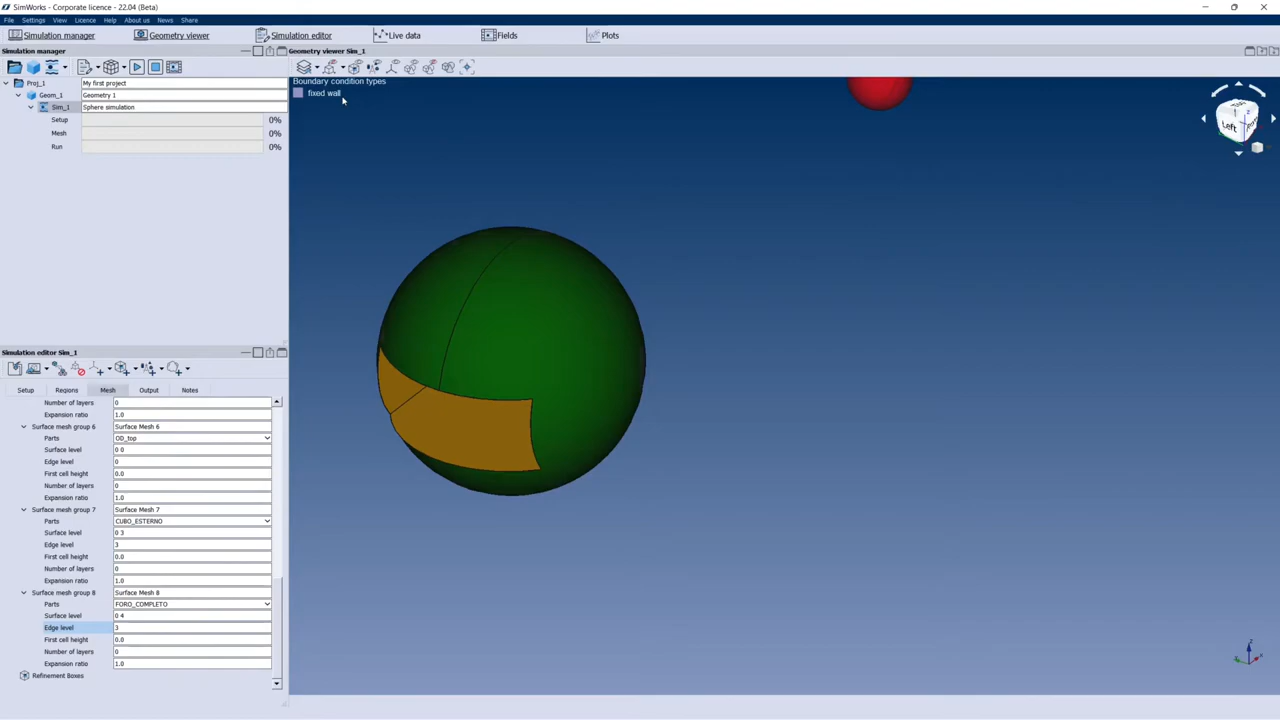 SimWorks - Corporate licence - 22.04 (Beta)
File Settings View Licence Help About us News Share
Simulation manager Geometry viewer Simulation editor Live data Fields Plots
Simulation manager
Geometry viewer Sim_1
Proj_1 My first project
Geom_1 Geometry 1
Sim_1 Sphere simulation
Setup 0%
Mesh 0%
Run 0%
Boundary condition types
fixed wall
Left
Z
Simulation editor Sim_1
Setup Regions Mesh Output Notes
Number of layers 0
Expansion ratio 1.0
Surface mesh group 6 Surface Mesh 6
Parts OD_top
Surface level 0 0
Edge level 0
First cell height 0.0
Number of layers 0
Expansion ratio 1.0
Surface mesh group 7 Surface Mesh 7
Parts CUBO_ESTERNO
Surface level 0 3
Edge level 3
First cell height 0.0
Number of layers 0
Expansion ratio 1.0
Surface mesh group 8 Surface Mesh 8
Parts FORO_COMPLETO
Surface level 0 4
Edge level 3
First cell height 0.0
Number of layers 0
Expansion ratio 1.0
Refinement Boxes